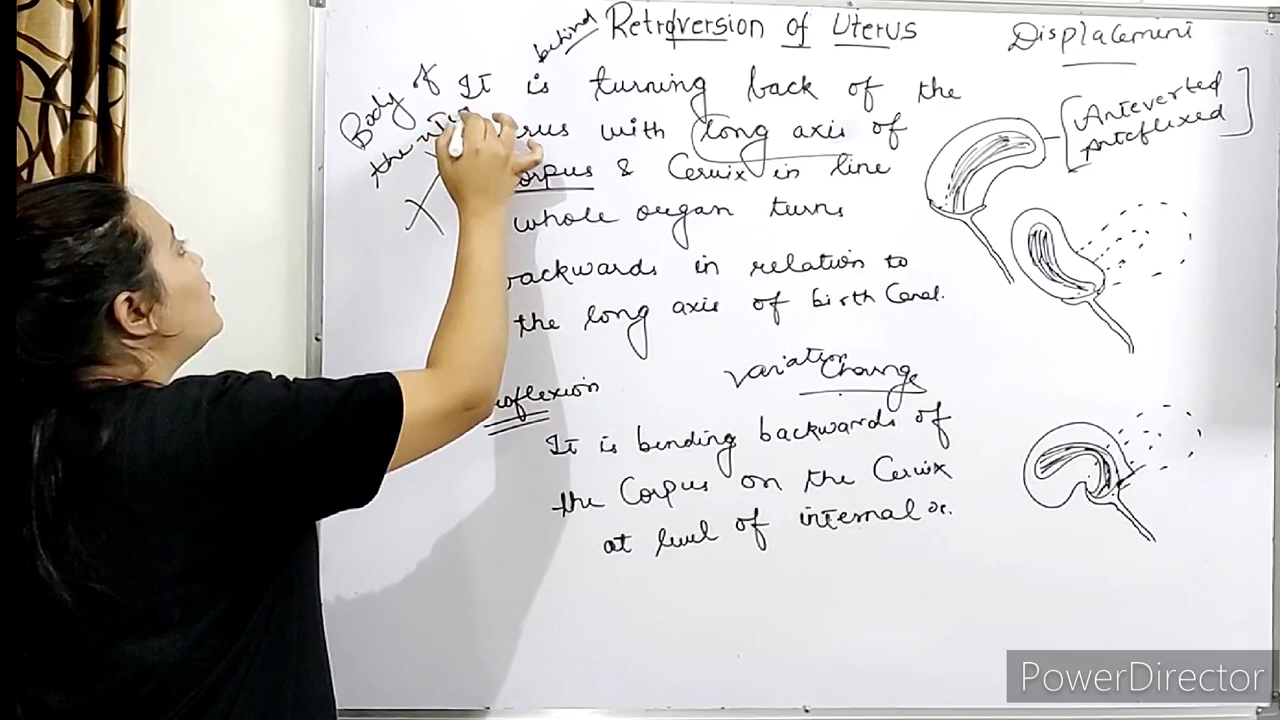 behind
Retroversion of Uterus
Displacement
Body of
the
It is turning back of the
with long axis of
Corpus & Cervix in line
whole organ turns
backwards in relation to
the long axis of birth Canal.
Anteverted
Anteflexed
Variation
Change
It is bending backwards of
the Corpus on the Cervix
at level of internal os.
PowerDirector